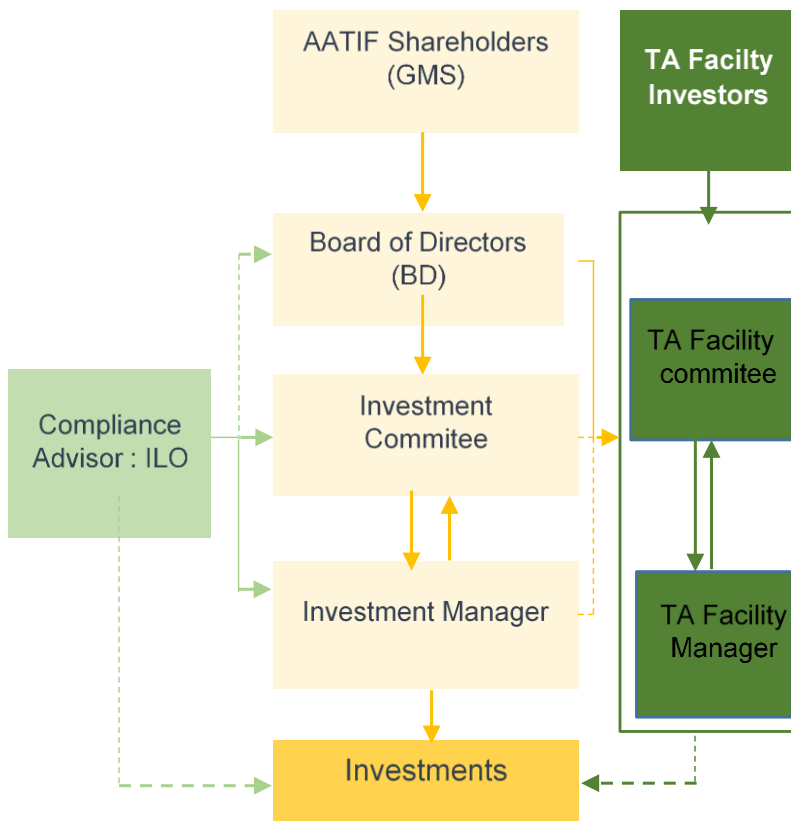 AATIF Shareholders
(GMS)
TA Facilty
Investors
Board of Directors
(BD)
TA Facility
commitee
Compliance
Advisor : ILO
Investment
Commitee
Investment Manager
TA Facility
Manager
Investments